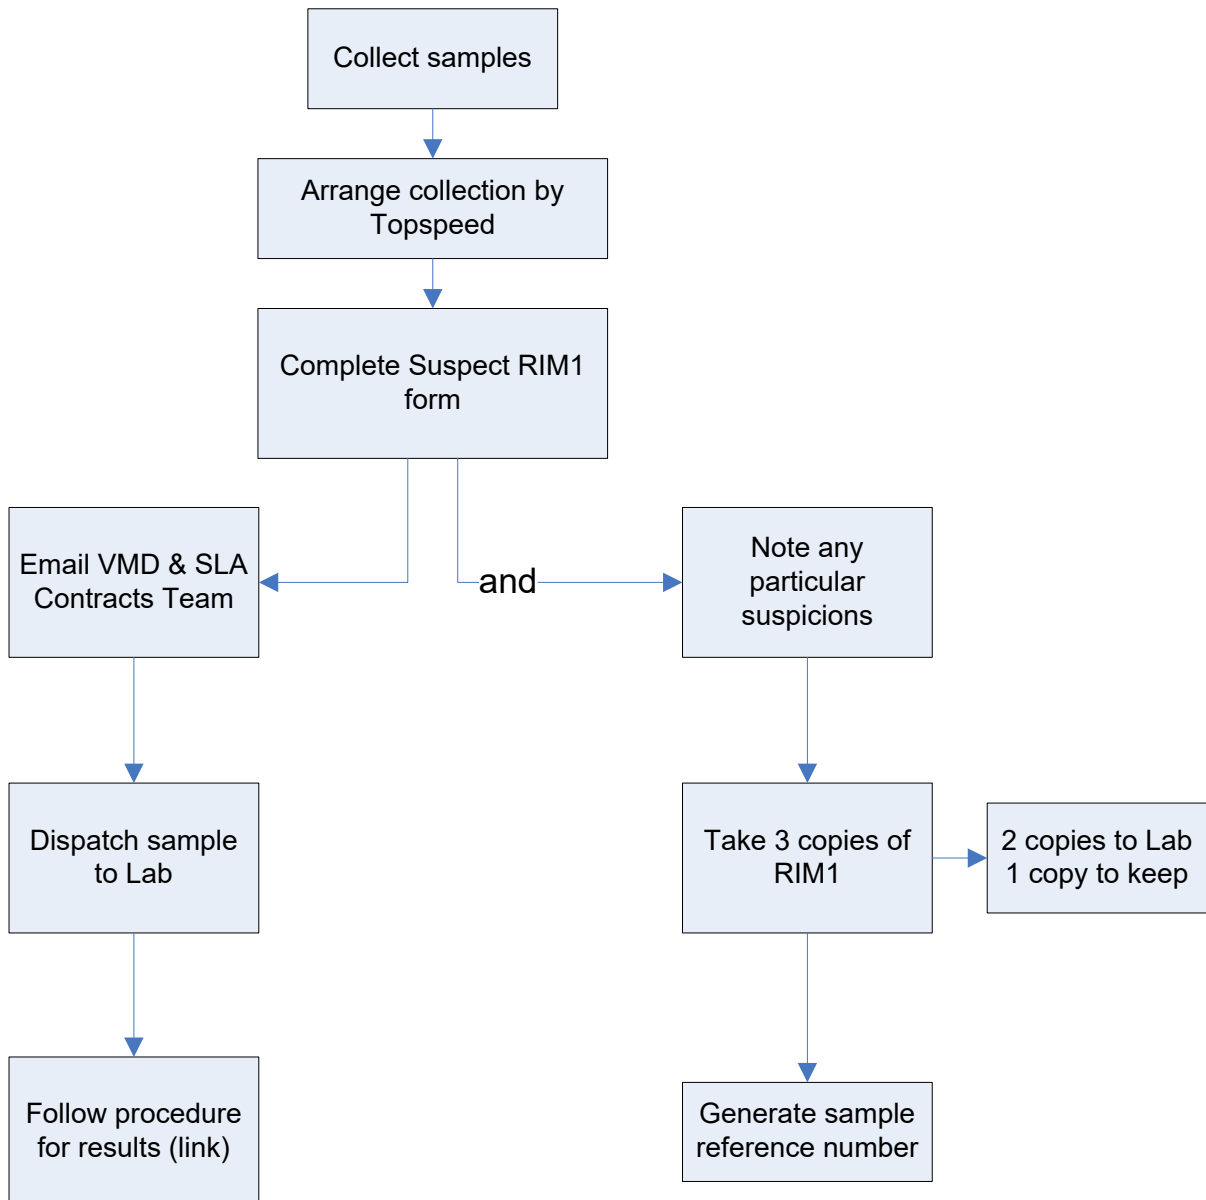 Collect samples
Arrange collection by
Topspeed
Complete Suspect RIM1
form
Email VMD & SLA
Contracts Team
and
Note any
particular
suspicions
Dispatch sample
to Lab
Take 3 copies of
RIM1
2 copies to Lab
1 copy to keep
Follow procedure
for results (link)
Generate sample
reference number